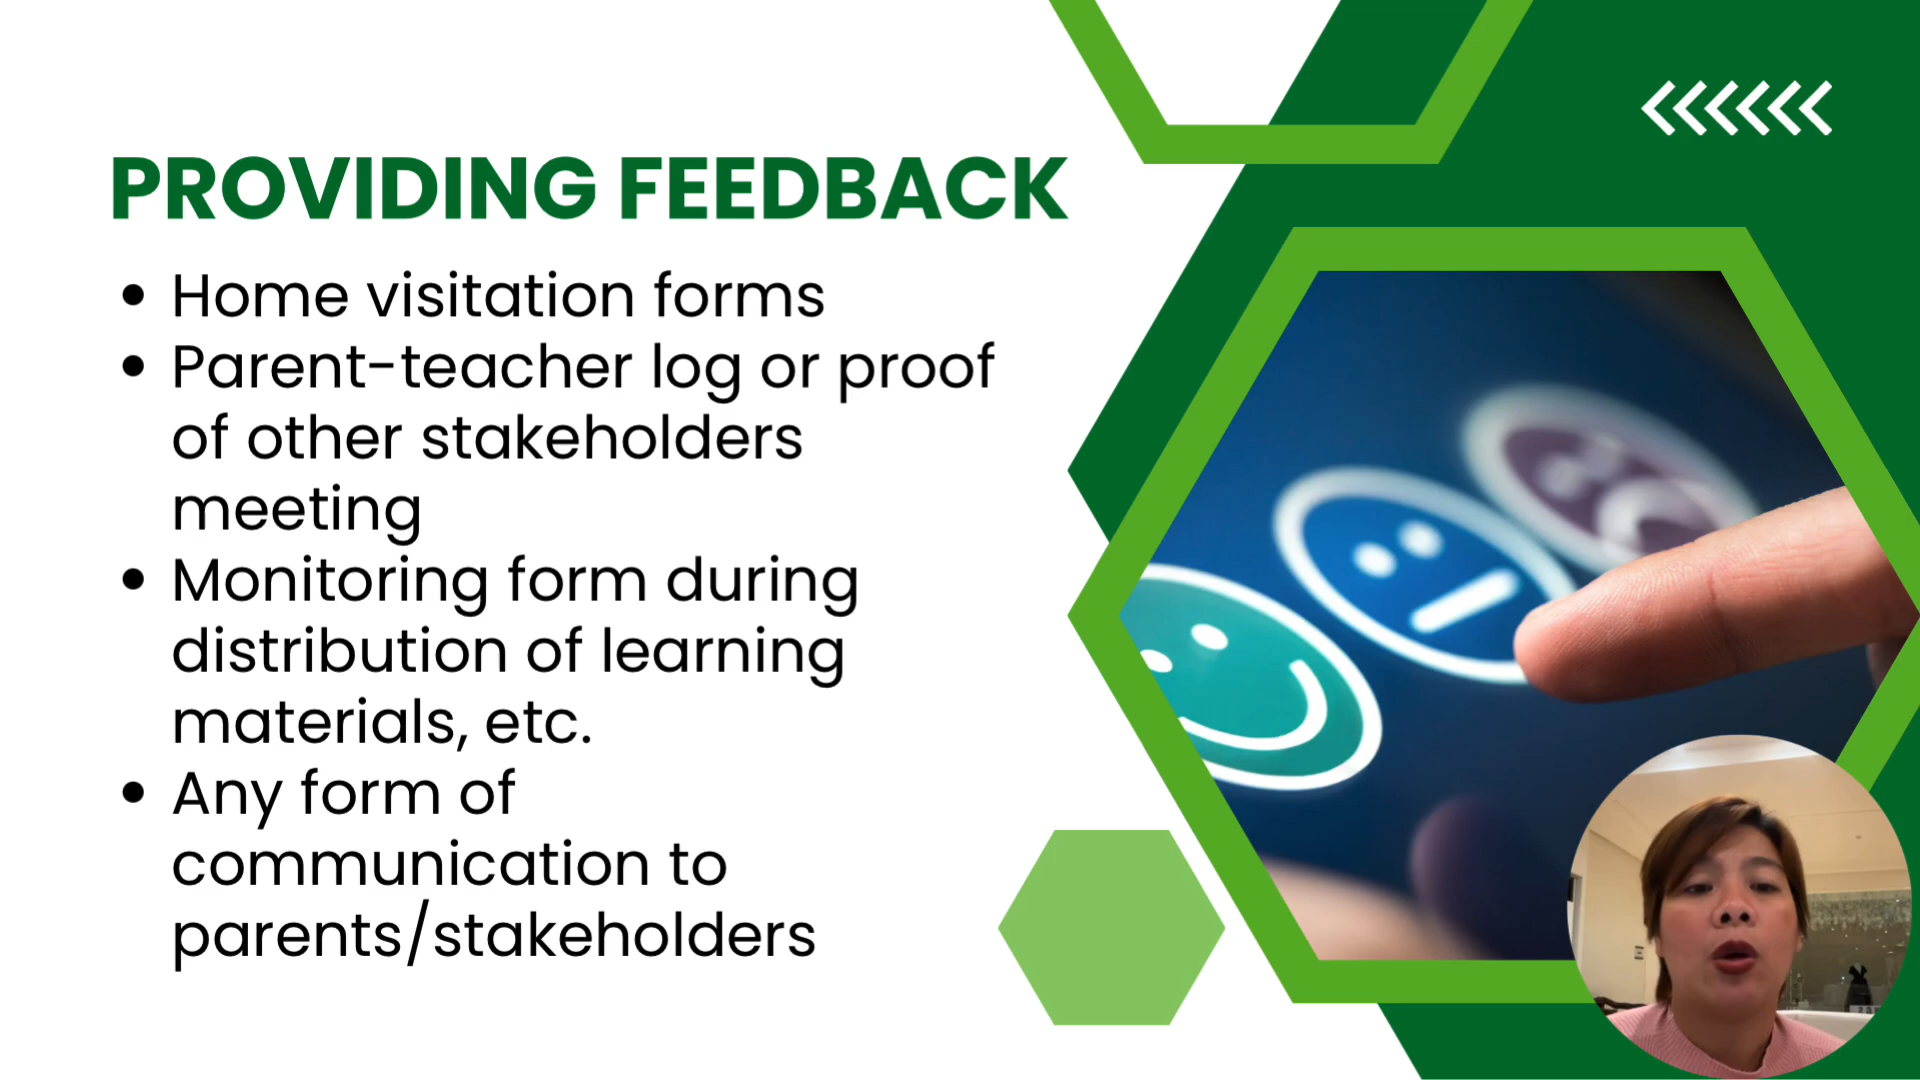 PROVIDING FEEDBACK
• Home visitation forms
• Parent-teacher log or proof
of other stakeholders
meeting
• Monitoring form during
distribution of learning
materials, etc.
• Any form of
communication to
parents/stakeholders